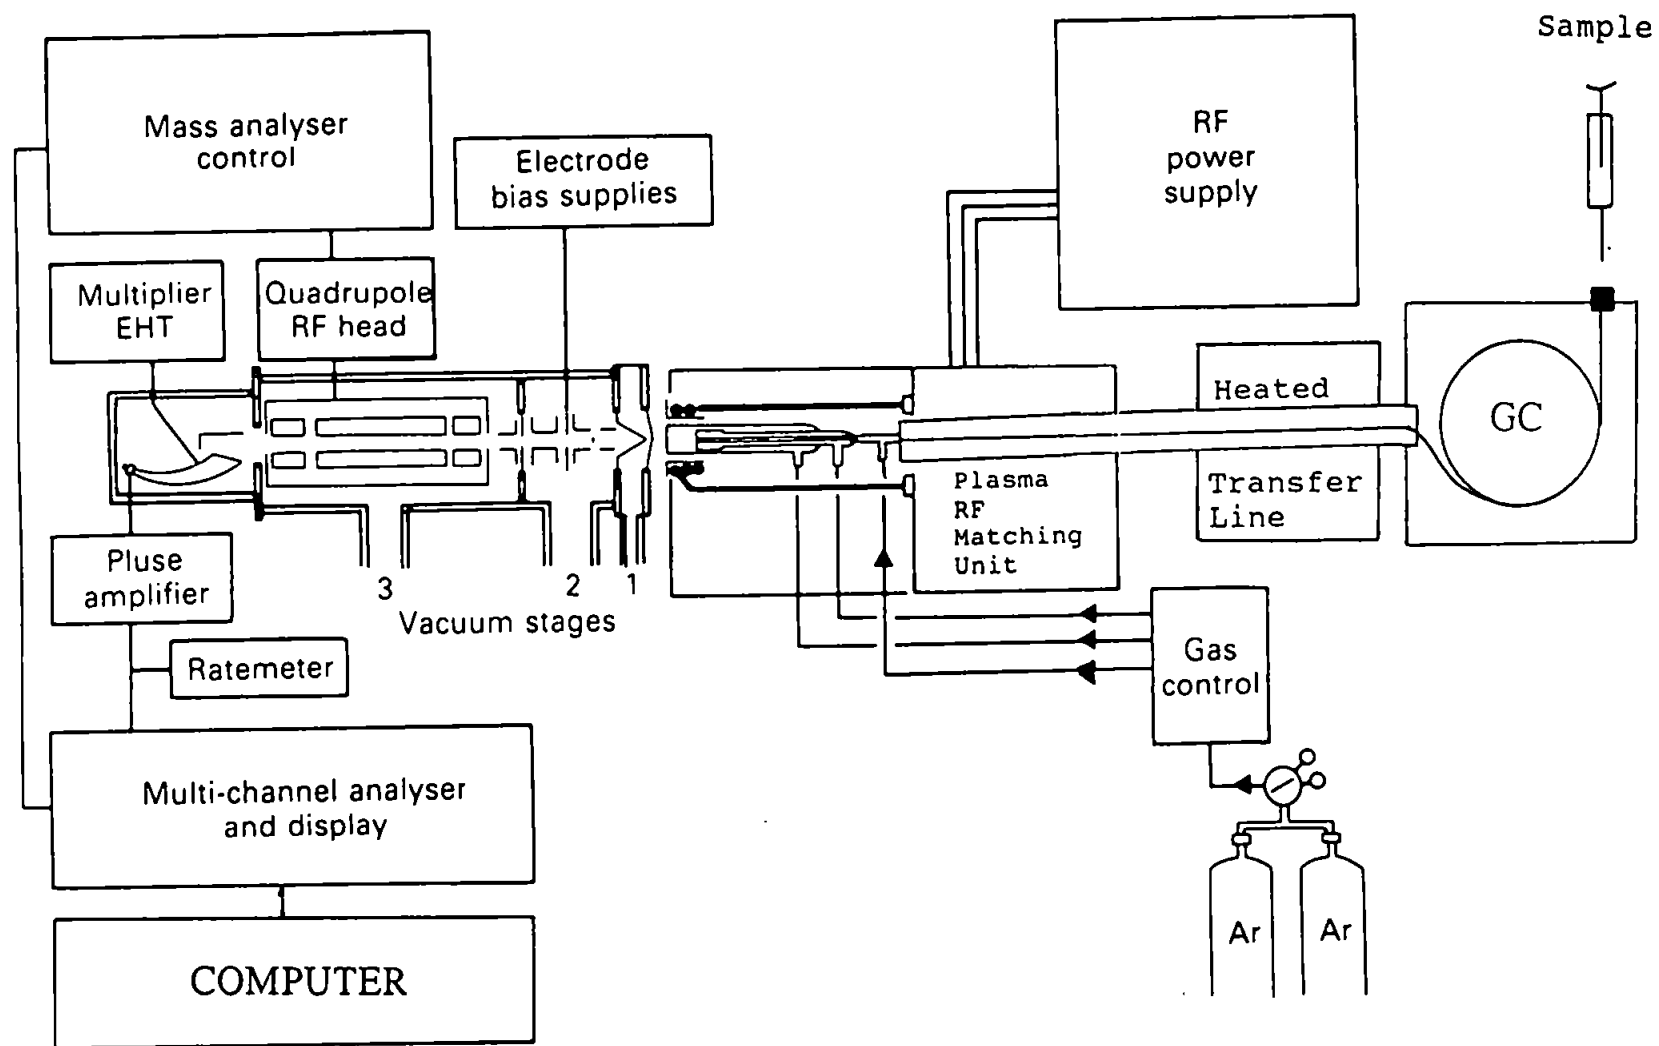 Sample
Mass analyser
control
Electrode
bias supplies
RF
power
supply
Multiplier
EHT
Quadrupole
RF head
Heated
GC
Transfer
Line
Plasma
RF
Matching
Unit
Pluse
amplifier
3
2
1
Vacuum stages
Ratemeter
Gas
control
Multi-channel analyser
and display
Ar
Ar
COMPUTER